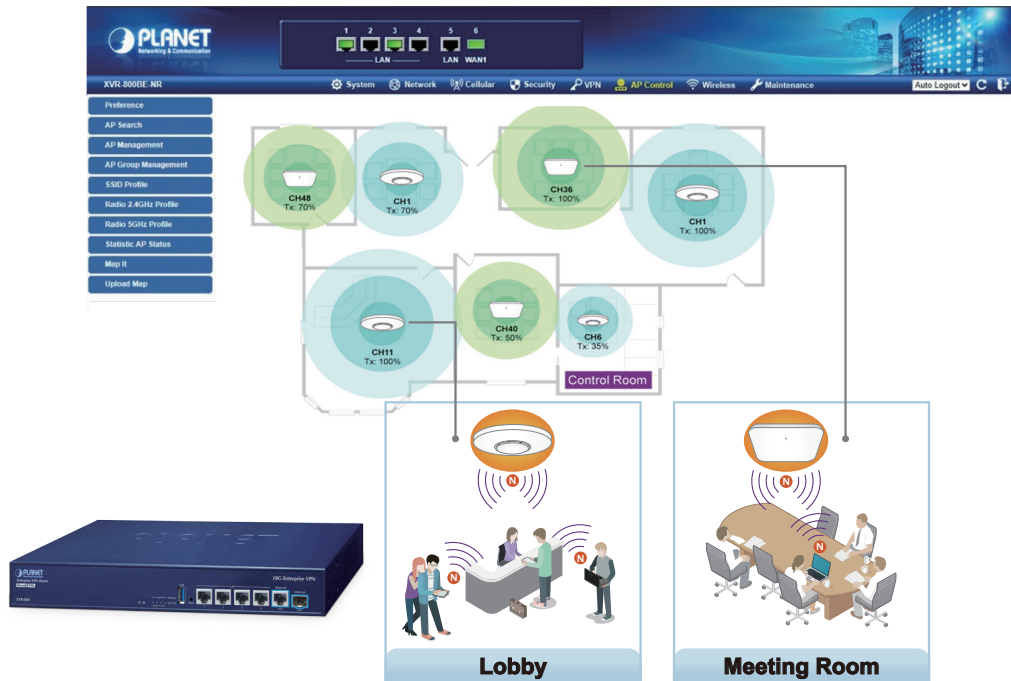 PLANET
Networking & Communication
1 2 3 4 5 6
LAN LAN WAN1
XVR-800BE-NR
System Network Cellular Security VPN AP Control Wireless Maintenance
Auto Logout
Preference
AP Search
AP Management
AP Group Management
SSID Profile
Radio 2.4GHz Profile
Radio 5GHz Profile
Statistic AP Status
Map It
Upload Map
CH48
Tx: 70%
CH1
Tx: 70%
CH36
Tx: 100%
CH1
Tx: 100%
CH11
Tx: 100%
CH40
Tx: 50%
CH6
Tx: 35%
Control Room
N
N
N
N
N
PLANET
PLANET
Enterprise VPN Router
10G Enterprise VPN
Lobby
Meeting Room